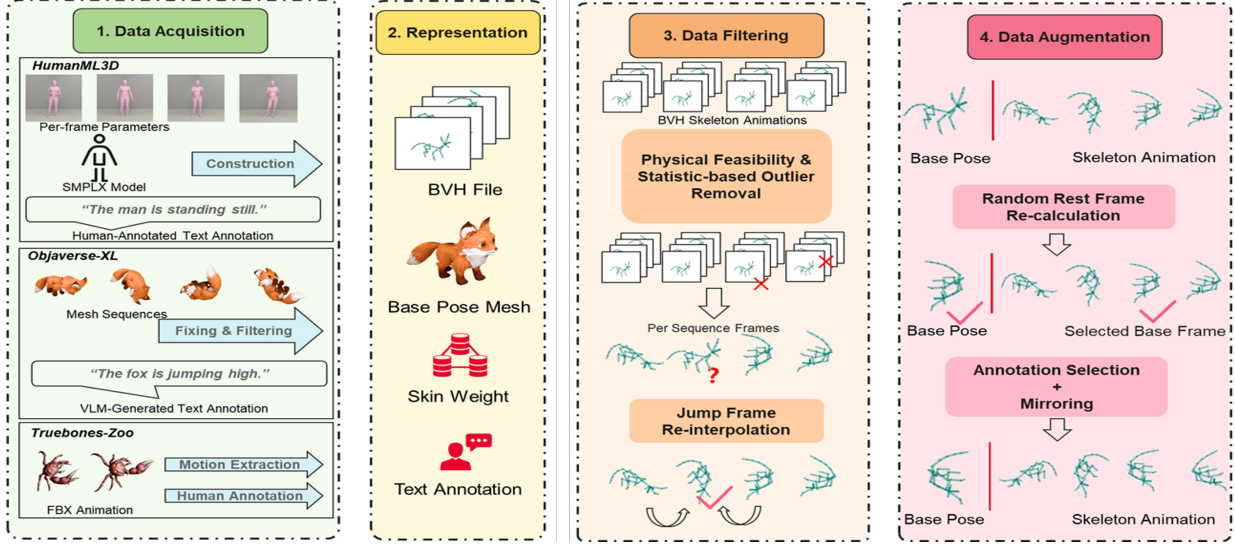 1. Data Acquisition
HumanML3D
Per-frame Parameters
SMPLX Model
Construction
“The man is standing still.”
Human-Annotated Text Annotation
Objaverse-XL
Mesh Sequences
Fixing & Filtering
“The fox is jumping high.”
VLM-Generated Text Annotation
Truebones-Zoo
Motion Extraction
Human Annotation
FBX Animation
2. Representation
BVH File
Base Pose Mesh
Skin Weight
Text Annotation
3. Data Filtering
BVH Skeleton Animations
Physical Feasibility &
Statistic-based Outlier
Removal
Per Sequence Frames
?
Jump Frame
Re-interpolation
4. Data Augmentation
Base Pose
Skeleton Animation
Random Rest Frame
Re-calculation
Base Pose
Selected Base Frame
Annotation Selection
+
Mirroring
Base Pose
Skeleton Animation